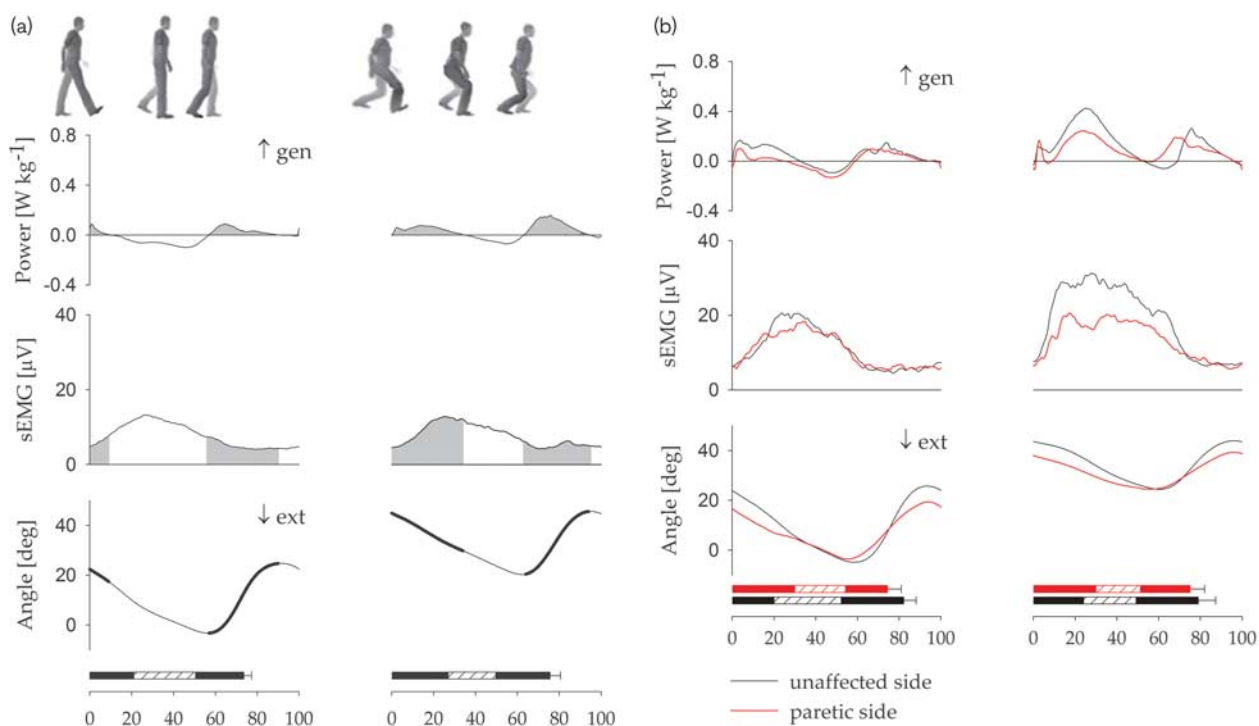 (a)
0.8
0.4
0.0
-0.4
Power [W kg-1]
↑ gen
40
20
0
sEMG [µV]
40
20
0
Angle [deg]
↓ ext
0 20 40 60 80 100
0 20 40 60 80 100
(b)
0.8
0.4
0.0
-0.4
Power [W kg-1]
↑ gen
40
20
0
sEMG [µV]
40
20
0
Angle [deg]
↓ ext
0 20 40 60 80 100
0 20 40 60 80 100
unaffected side
paretic side